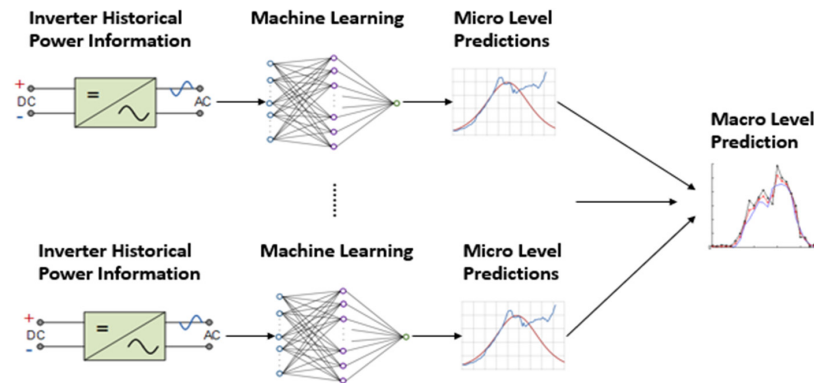 Inverter Historical
Power Information
Machine Learning
Micro Level
Predictions
+
DC
-
=
AC
Macro Level
Prediction
Inverter Historical
Power Information
Machine Learning
Micro Level
Predictions
+
DC
-
=
AC